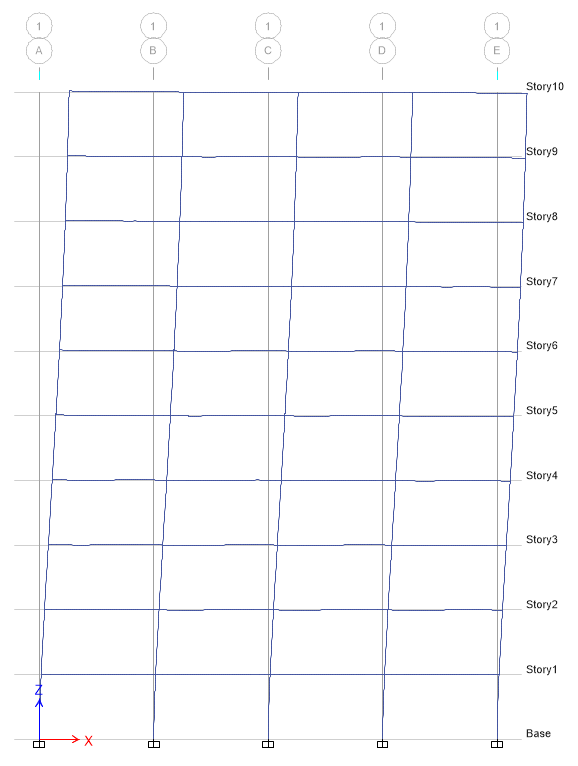 1 1 1 1 1
A B C D E
Story10
Story9
Story8
Story7
Story6
Story5
Story4
Story3
Story2
Story1
Z
Base
X